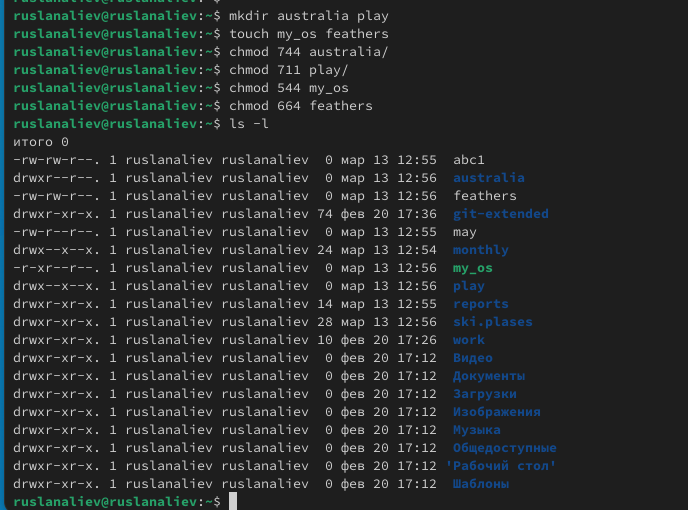 ruslanaliev@ruslanaliev:~$ mkdir australia play
ruslanaliev@ruslanaliev:~$ touch my_os feathers
ruslanaliev@ruslanaliev:~$ chmod 744 australia/
ruslanaliev@ruslanaliev:~$ chmod 711 play/
ruslanaliev@ruslanaliev:~$ chmod 544 my_os
ruslanaliev@ruslanaliev:~$ chmod 664 feathers
ruslanaliev@ruslanaliev:~$ ls -l
итого 0
-rw-rw-r--. 1 ruslanaliev ruslanaliev  0 мар 13 12:55  abc1
drwxr--r--. 1 ruslanaliev ruslanaliev  0 мар 13 12:56  australia
-rw-rw-r--. 1 ruslanaliev ruslanaliev  0 мар 13 12:56  feathers
drwxr-xr-x. 1 ruslanaliev ruslanaliev 74 фев 20 17:36  git-extended
-rw-r--r--. 1 ruslanaliev ruslanaliev  0 мар 13 12:55  may
drwx--x--x. 1 ruslanaliev ruslanaliev 24 мар 13 12:54  monthly
-r-xr--r--. 1 ruslanaliev ruslanaliev  0 мар 13 12:56  my_os
drwx--x--x. 1 ruslanaliev ruslanaliev  0 мар 13 12:56  play
drwxr-xr-x. 1 ruslanaliev ruslanaliev 14 мар 13 12:55  reports
drwxr-xr-x. 1 ruslanaliev ruslanaliev 28 мар 13 12:56  ski.plases
drwxr-xr-x. 1 ruslanaliev ruslanaliev 10 фев 20 17:26  work
drwxr-xr-x. 1 ruslanaliev ruslanaliev  0 фев 20 17:12  Видео
drwxr-xr-x. 1 ruslanaliev ruslanaliev  0 фев 20 17:12  Документы
drwxr-xr-x. 1 ruslanaliev ruslanaliev  0 фев 20 17:12  Загрузки
drwxr-xr-x. 1 ruslanaliev ruslanaliev  0 фев 20 17:12  Изображения
drwxr-xr-x. 1 ruslanaliev ruslanaliev  0 фев 20 17:12  Музыка
drwxr-xr-x. 1 ruslanaliev ruslanaliev  0 фев 20 17:12  Общедоступные
drwxr-xr-x. 1 ruslanaliev ruslanaliev  0 фев 20 17:12 'Рабочий стол'
drwxr-xr-x. 1 ruslanaliev ruslanaliev  0 фев 20 17:12  Шаблоны
ruslanaliev@ruslanaliev:~$